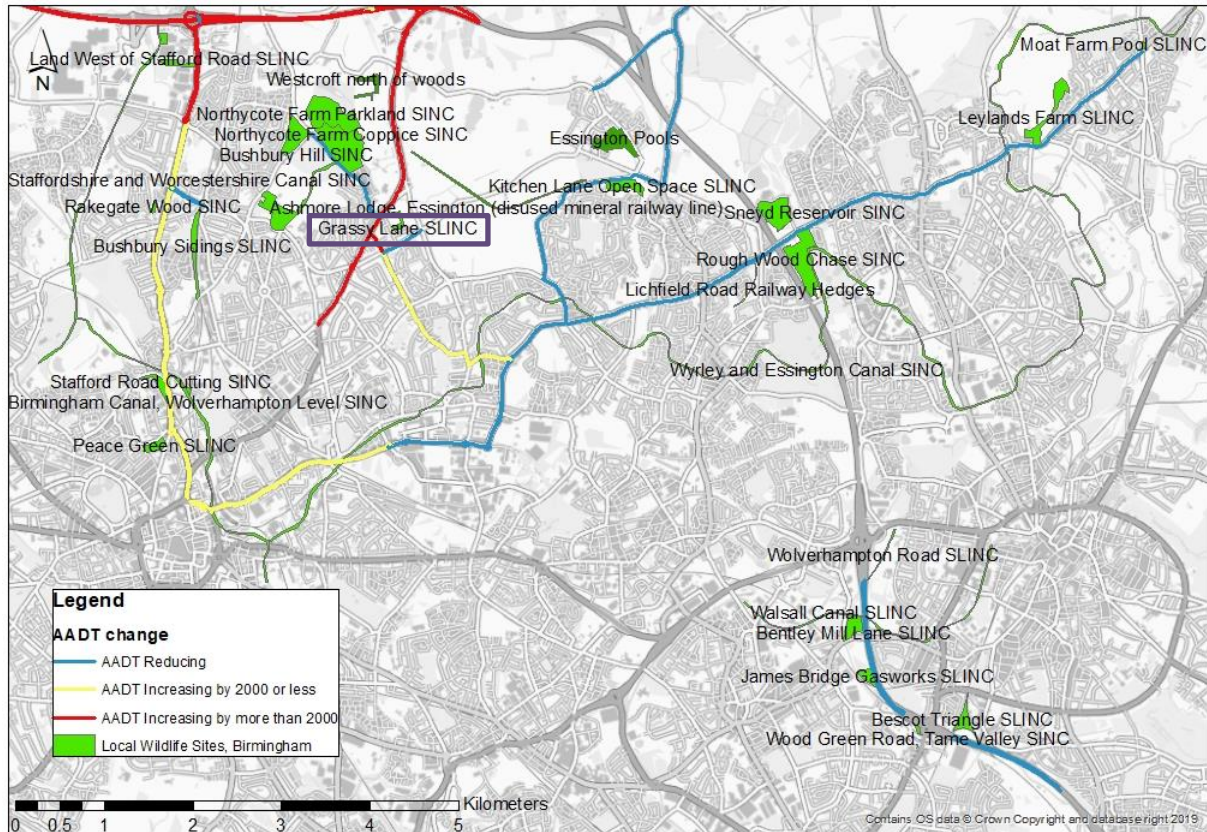 Moat Farm Pool SLINC
Land West of Stafford Road SLINC
N
Westcroft north of woods
Northycote Farm Parkland SINC
Leylands Farm SLINC
Northycote Farm Coppice SINC
Essington Pools
Bushbury Hill SINC
Staffordshire and Worcestershire Canal SINC
Kitchen Lane Open Space SLINC
Rakegate Wood SINC
Ashmore Lodge, Essington (disused mineral railway line)
Sneyd Reservoir SINC
Grassy Lane SLINC
Bushbury Sidings SLINC
Rough Wood Chase SINC
Lichfield Road Railway Hedges
Wyrley and Essington Canal SINC
Stafford Road Cutting SINC
Birmingham Canal, Wolverhampton Level SINC
Peace Green SLINC
Wolverhampton Road SLINC
Walsall Canal SLINC
Bentley Mill Lane SLINC
James Bridge Gasworks SLINC
Bescot Triangle SLINC
Wood Green Road, Tame Valley SINC
Legend
AADT change
AADT Reducing
AADT Increasing by 2000 or less
AADT Increasing by more than 2000
Local Wildlife Sites, Birmingham
Kilometers
0 0.5 1 2 3 4 5
Contains OS data © Crown Copyright and database right 2019